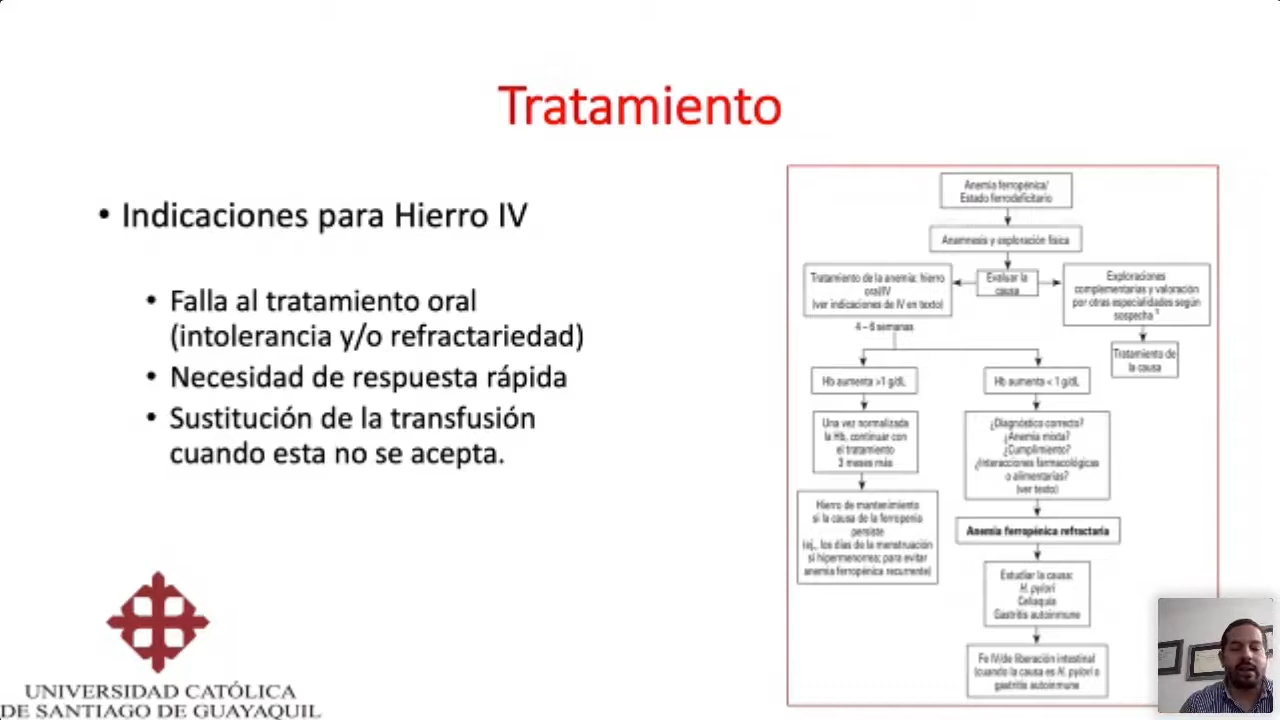 Tratamiento
• Indicaciones para Hierro IV
• Falla al tratamiento oral
(intolerancia y/o refractariedad)
• Necesidad de respuesta rápida
• Sustitución de la transfusión
cuando esta no se acepta.
Anemia ferropénica/
Estado ferrodeficitario
Anamnesis y exploración física
Evaluar la
causa
Tratamiento de la anemia: hierro
oral/IV
(ver indicaciones de IV en texto)
Exploraciones
complementarias y valoración
por otras especialidades según
sospecha
Tratamiento de
la causa
4 – 6 semanas
Hb aumenta >1 g/dL
Una vez normalizada
la Hb, continuar con
el tratamiento
3 meses más
Hierro de mantenimiento
si la causa de la ferropenia
persiste
(ej., los días de la menstruación
si hipermenorrea; para evitar
anemia ferropénica recurrente)
Hb aumenta < 1 g/dL
¿Diagnóstico correcto?
¿Anemia mixta?
¿Cumplimiento?
¿Interacciones farmacológicas
o alimentarias?
(ver texto)
Anemia ferropénica refractaria
Estudiar la causa:
H. pylori
Celiaquía
Gastritis autoinmune
Fe IV/de liberación intestinal
(cuando la causa es H. pylori o
gastritis autoinmune
UNIVERSIDAD CATÓLICA
DE SANTIAGO DE GUAYAQUIL